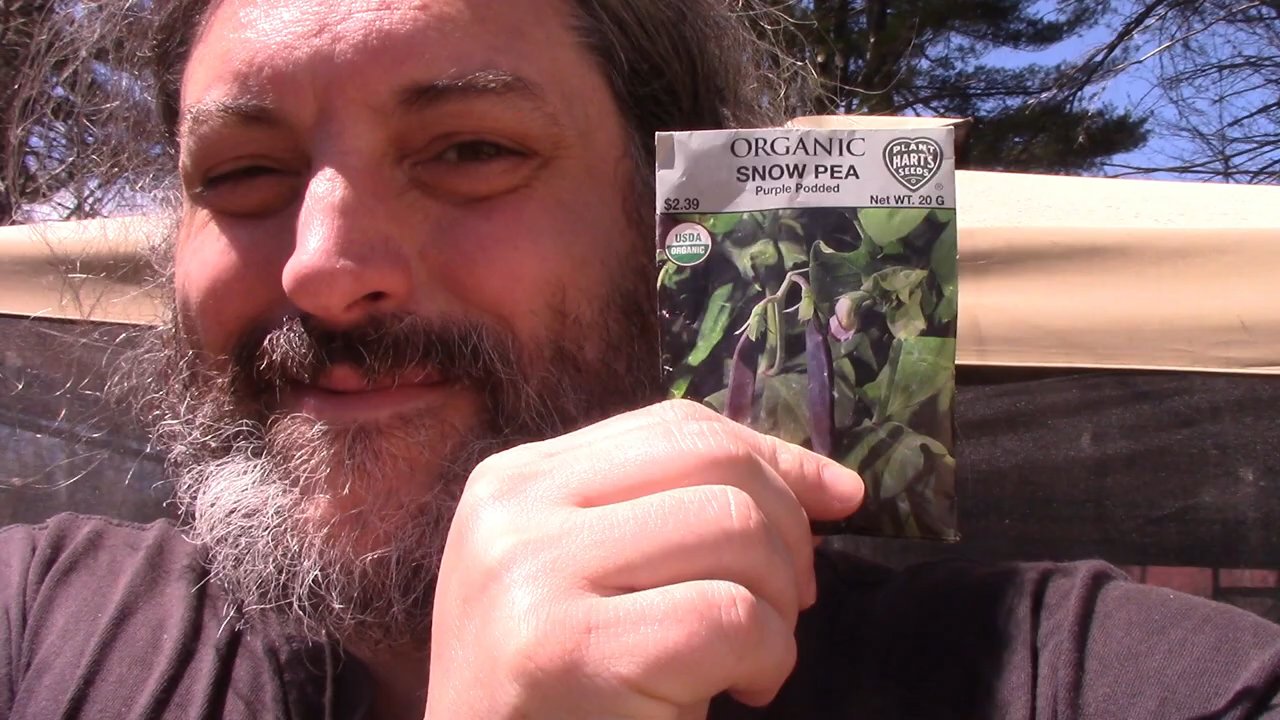 ORGANIC
SNOW PEA
Purple Podded
PLANT
HART'S
SEEDS
®
$2.39
Net WT. 20 G
USDA
ORGANIC